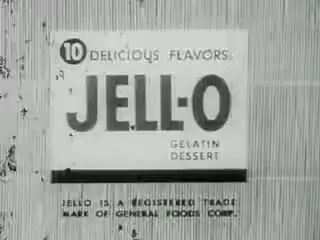 10 DELICIOUS FLAVORS
JELL-O
GELATIN
DESSERT
JELLO IS A REGISTERED TRADE
MARK OF GENERAL FOODS CORP.